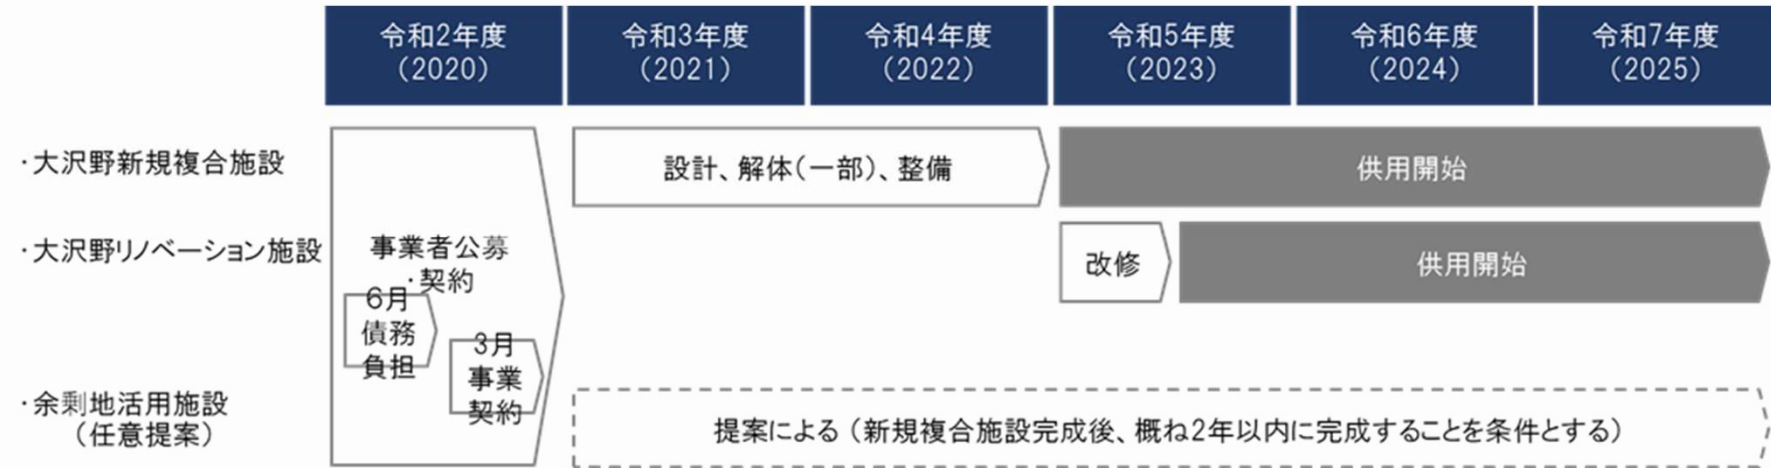 令和2年度
（2020）
令和3年度
（2021）
令和4年度
（2022）
令和5年度
（2023）
令和6年度
（2024）
令和7年度
（2025）
・大沢野新規複合施設
・大沢野リノベーション施設
・余剰地活用施設
（任意提案）
事業者公募
・契約
6月
債務
負担
3月
事業
契約
設計、解体（一部）、整備
供用開始
改修
供用開始
提案による（新規複合施設完成後、概ね2年以内に完成することを条件とする）